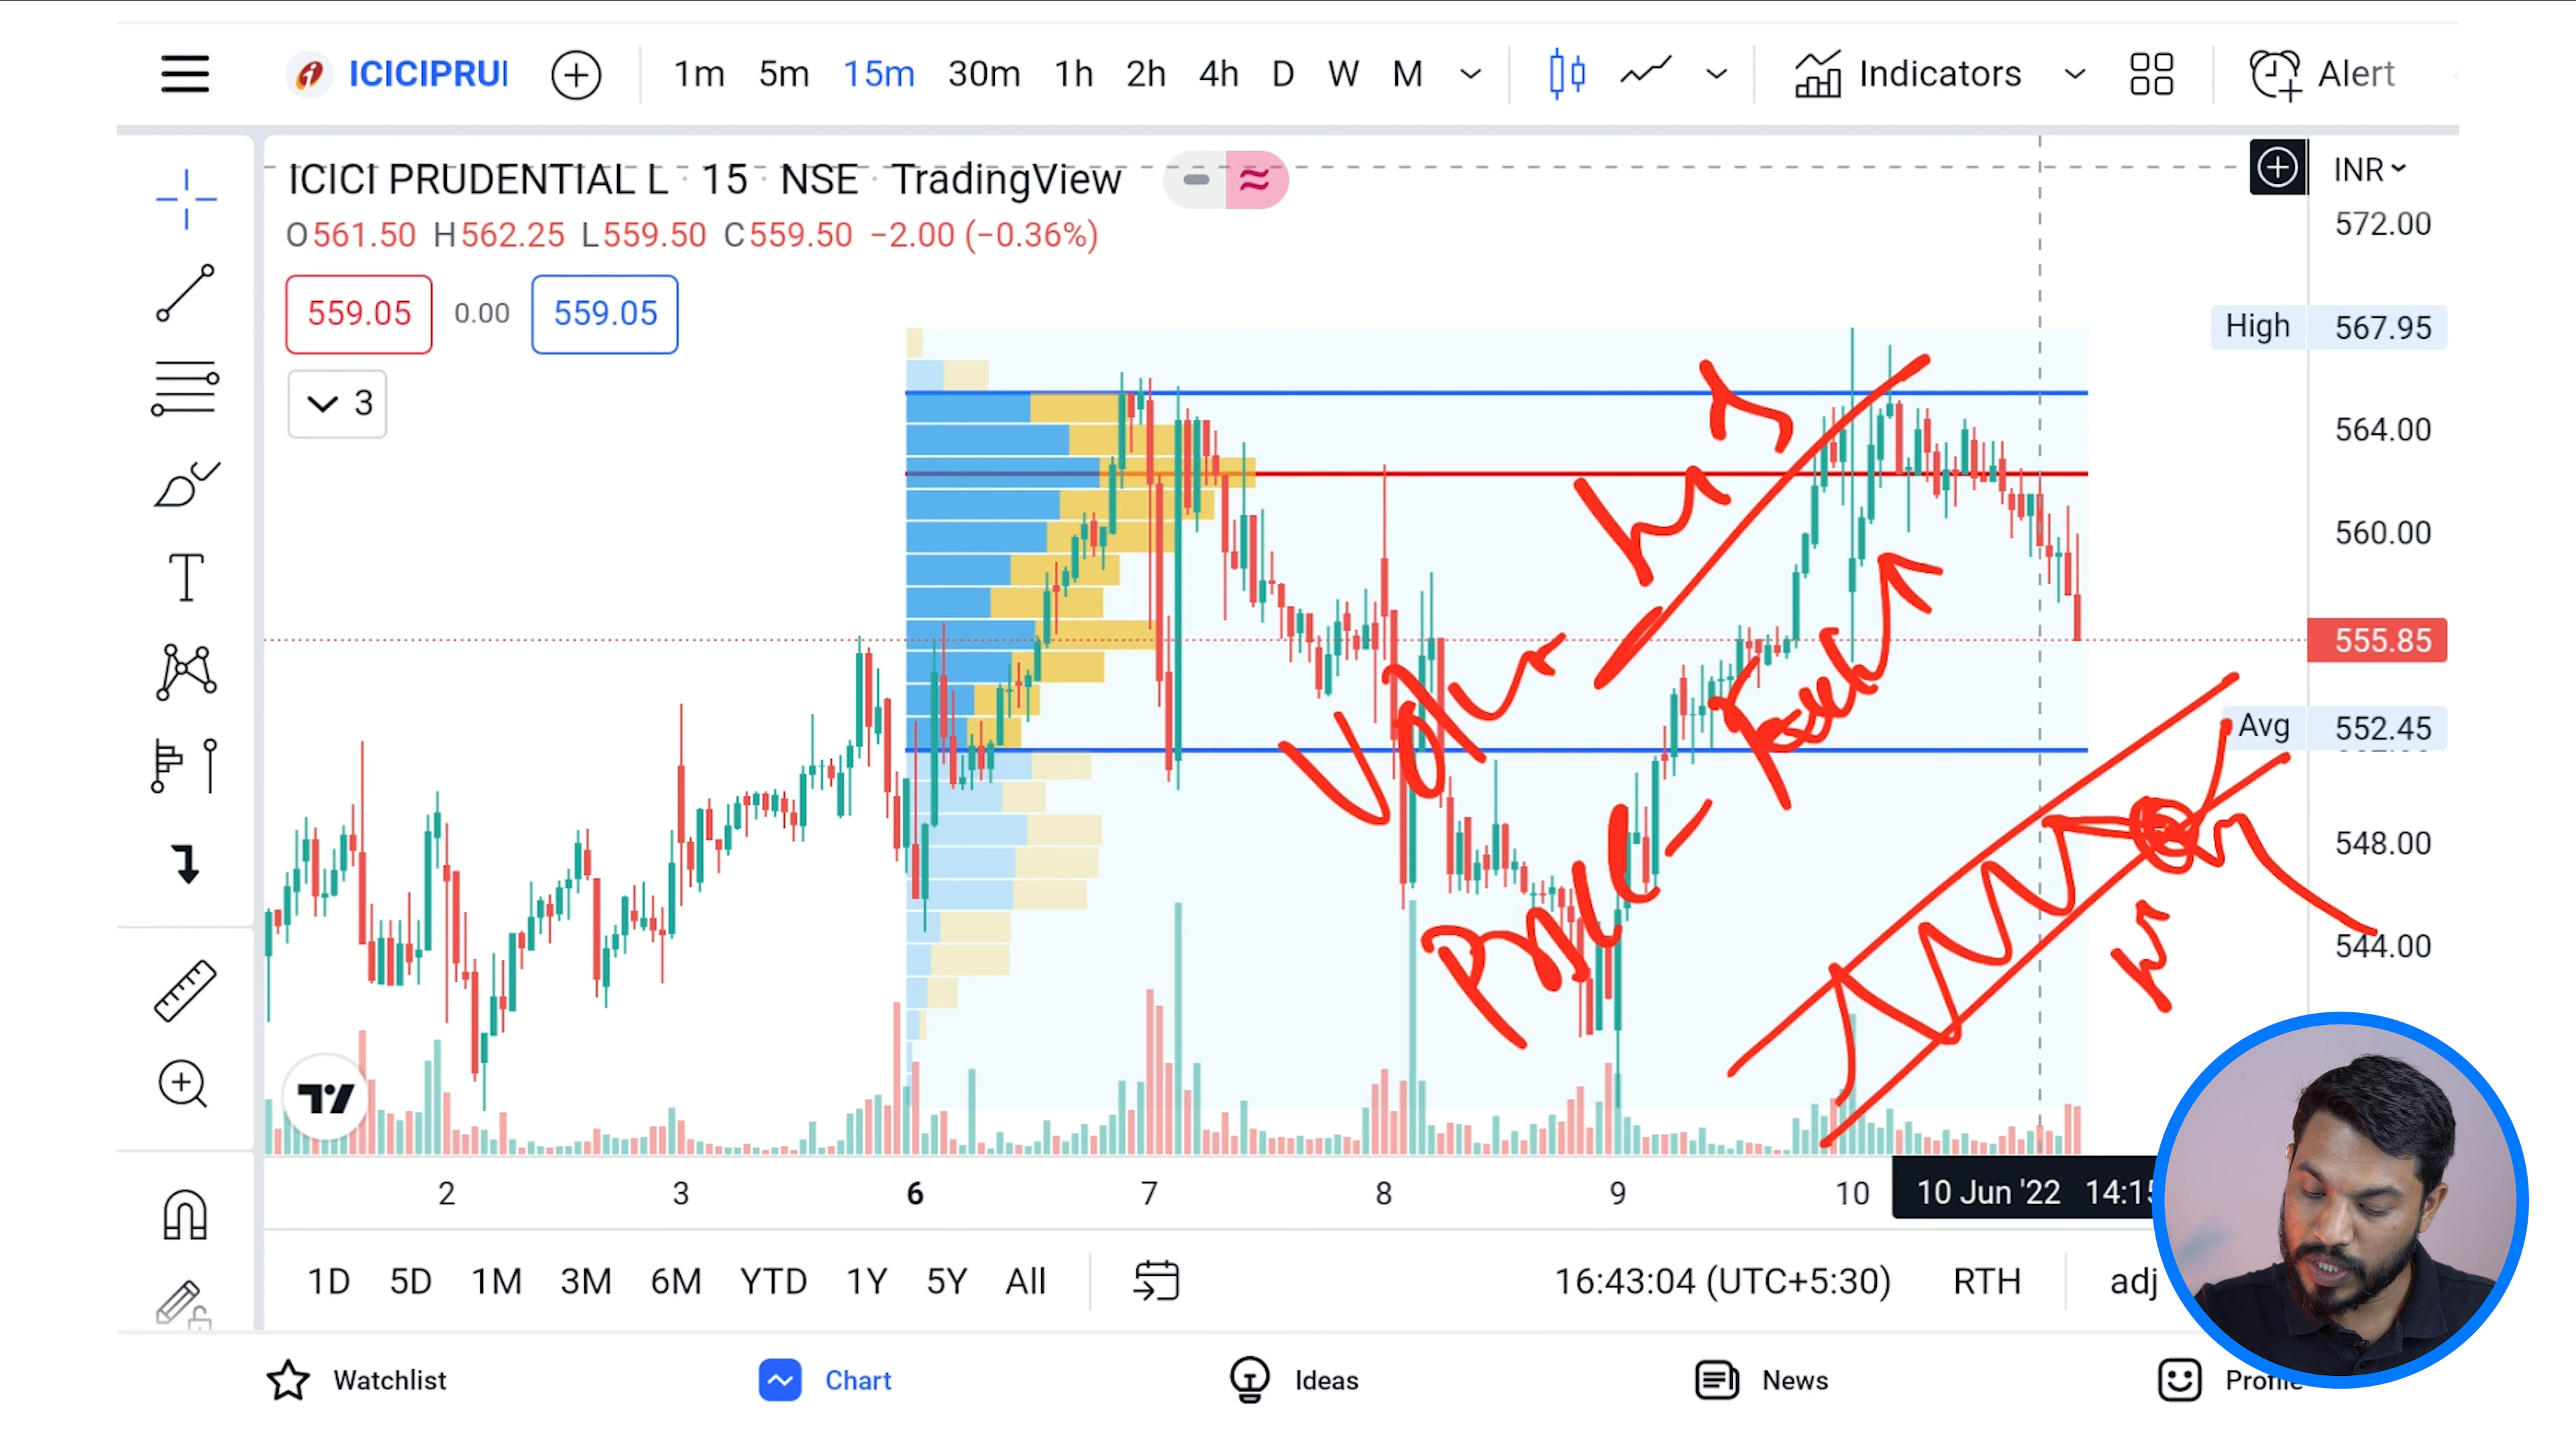 ICICIPRUI 1m 5m 15m 30m 1h 2h 4h D W M Indicators Alert
ICICI PRUDENTIAL L · 15 · NSE · TradingView
INR
O561.50 H562.25 L559.50 C559.50 −2.00 (−0.36%)
572.00
559.05 0.00 559.05
High 567.95
3
564.00
560.00
555.85
Avg 552.45
548.00
544.00
2 3 6 7 8 9 10 10 Jun '22 14:15
1D 5D 1M 3M 6M YTD 1Y 5Y All 16:43:04 (UTC+5:30) RTH adj
Watchlist Chart Ideas News Profile